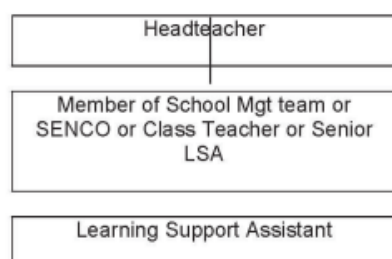 Headteacher
Member of School Mgt team or
SENCO or Class Teacher or Senior
LSA
Learning Support Assistant